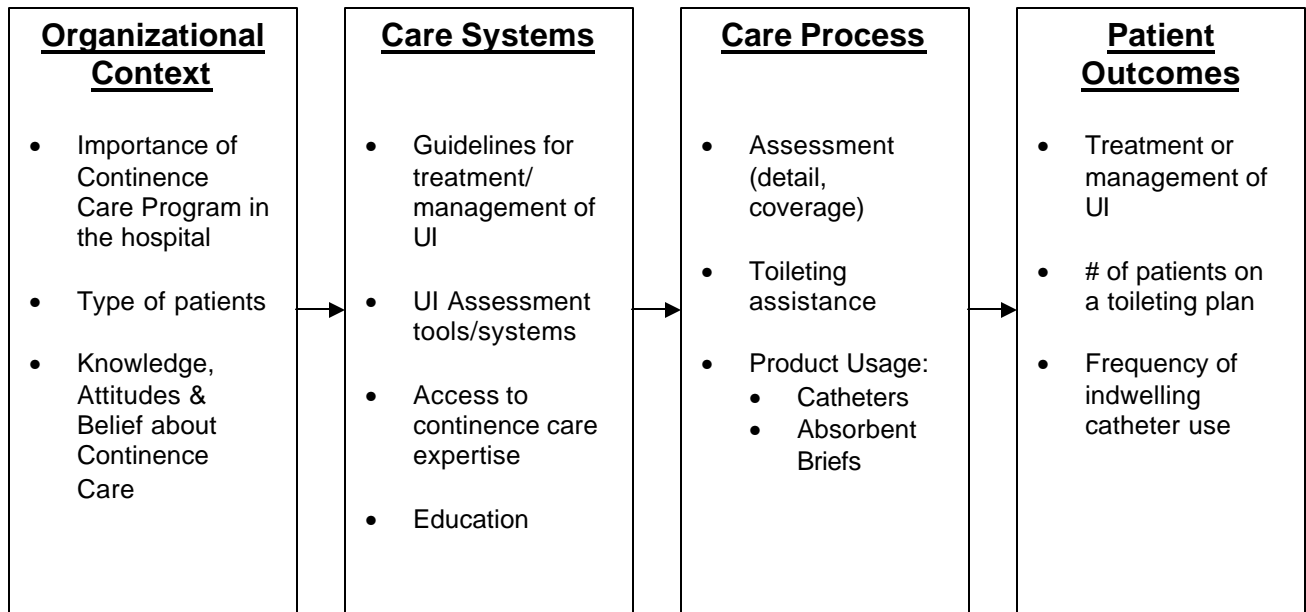 Organizational
Context
• Importance of
Continence
Care Program in
the hospital
• Type of patients
• Knowledge,
Attitudes &
Belief about
Continence
Care
Care Systems
• Guidelines for
treatment/
management of
UI
• UI Assessment
tools/systems
• Access to
continence care
expertise
• Education
Care Process
• Assessment
(detail,
coverage)
• Toileting
assistance
• Product Usage:
• Catheters
• Absorbent
Briefs
Patient
Outcomes
• Treatment or
management of
UI
• # of patients on
a toileting plan
• Frequency of
indwelling
catheter use